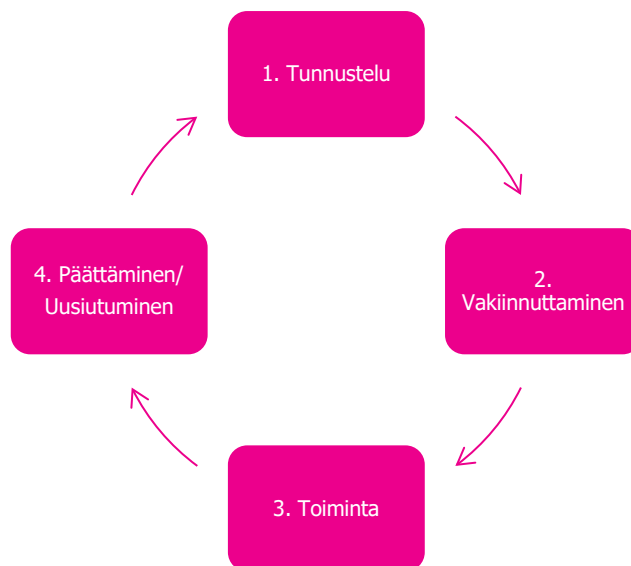 1. Tunnustelu
2.
Vakiinnuttaminen
3. Toiminta
4. Päättäminen/
Uusiutuminen